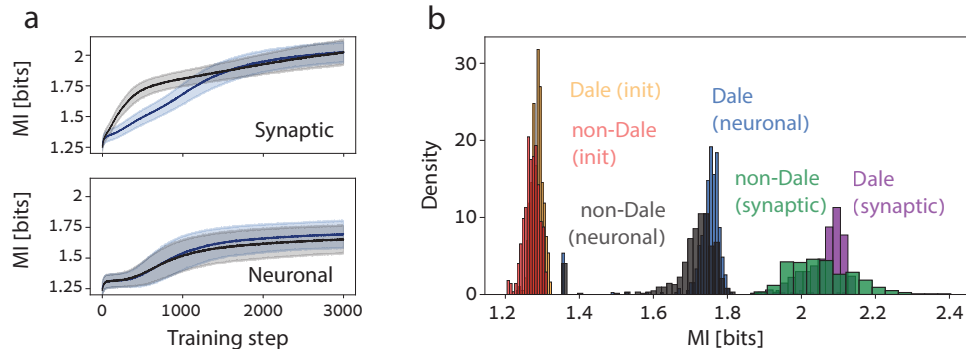 a
MI [bits]
2
1.75
1.5
1.25
Synaptic
MI [bits]
2
1.75
1.5
1.25
Neuronal
0
1000
2000
3000
Training step
b
Density
30
20
10
0
Dale (init)
non-Dale
(init)
Dale
(neuronal)
non-Dale
(neuronal)
non-Dale
(synaptic)
Dale
(synaptic)
1.2
1.4
1.6
1.8
2
2.2
2.4
MI [bits]